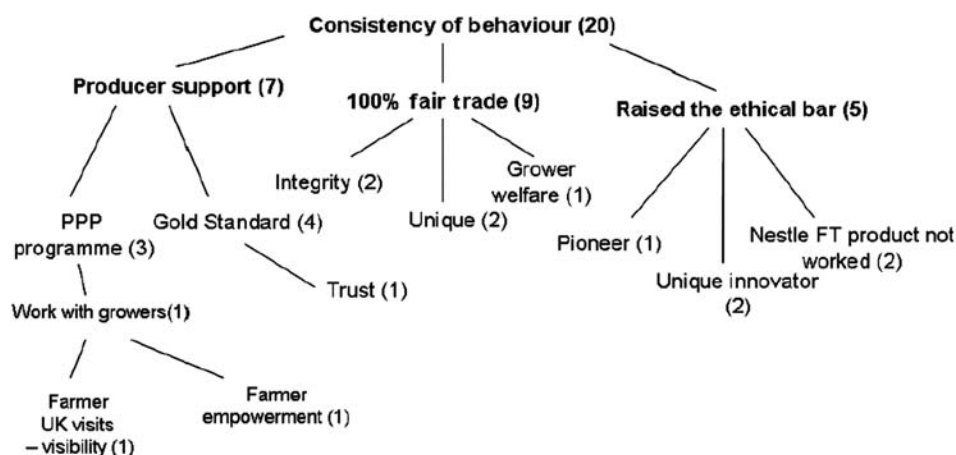 Consistency of behaviour (20)
Producer support (7)
100% fair trade (9)
Raised the ethical bar (5)
Integrity (2)
Unique (2)
Grower
welfare (1)
PPP
programme (3)
Gold Standard (4)
Pioneer (1)
Unique innovator
(2)
Nestle FT product not
worked (2)
Trust (1)
Work with growers(1)
Farmer
UK visits
– visibility (1)
Farmer
empowerment (1)